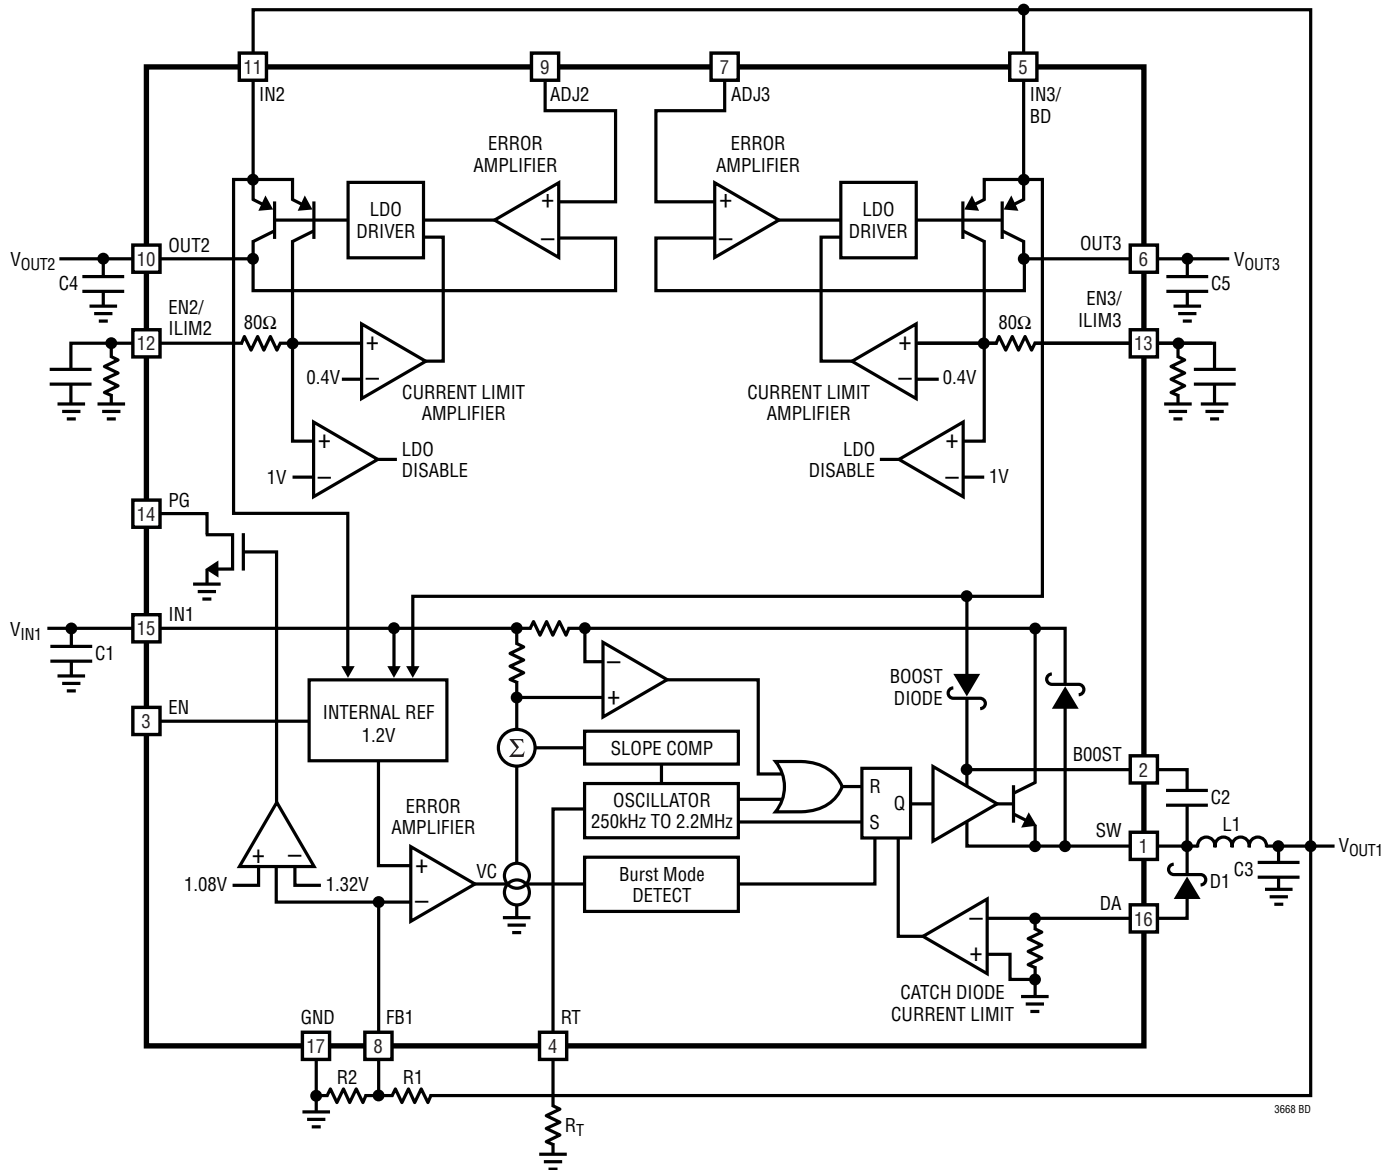 11
9
7
5
IN2
ADJ2
ADJ3
IN3/
BD
ERROR
AMPLIFIER
ERROR
AMPLIFIER
LDO
DRIVER
+
–
+
–
LDO
DRIVER
VOUT2
10
OUT2
OUT3
6
VOUT3
C4
C5
EN2/
ILIM2
EN3/
ILIM3
12
80Ω
80Ω
13
+
–
0.4V
+
–
0.4V
CURRENT LIMIT
AMPLIFIER
CURRENT LIMIT
AMPLIFIER
+
–
1V
LDO
DISABLE
LDO
DISABLE
+
–
1V
14
PG
VIN1
15
IN1
C1
3
EN
INTERNAL REF
1.2V
–
+
BOOST
DIODE
Σ
SLOPE COMP
OSCILLATOR
250kHz TO 2.2MHz
R
S
Q
B00ST
2
C2
SW
1
L1
VOUT1
C3
D1
ERROR
AMPLIFIER
+
–
1.08V
1.32V
+
–
VC
Burst Mode
DETECT
DA
16
–
+
CATCH DIODE
CURRENT LIMIT
GND
17
FB1
8
RT
4
R2
R1
RT
3668 BD